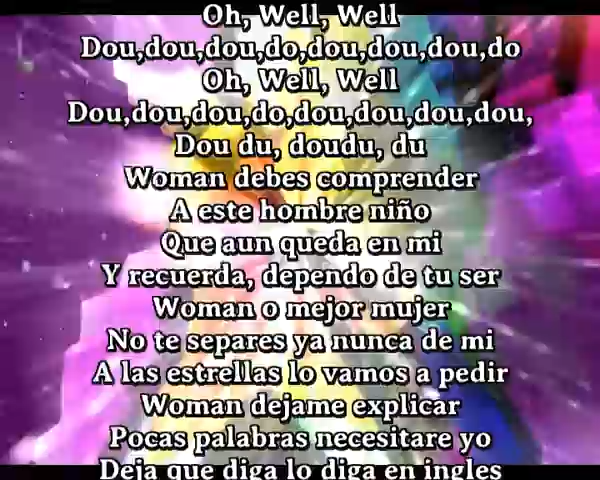 Oh, Well, Well
Dou,dou,dou,do,dou,dou,dou,do
Oh, Well, Well
Dou,dou,dou,do,dou,dou,dou,dou,
Dou du, doudu, du
Woman debes comprender
A este hombre niño
Que aun queda en mi
Y recuerda, dependo de tu ser
Woman o mejor mujer
No te separes ya nunca de mi
A las estrellas lo vamos a pedir
Woman dejame explicar
Pocas palabras necesitare yo
Deja que diga lo diga en ingles